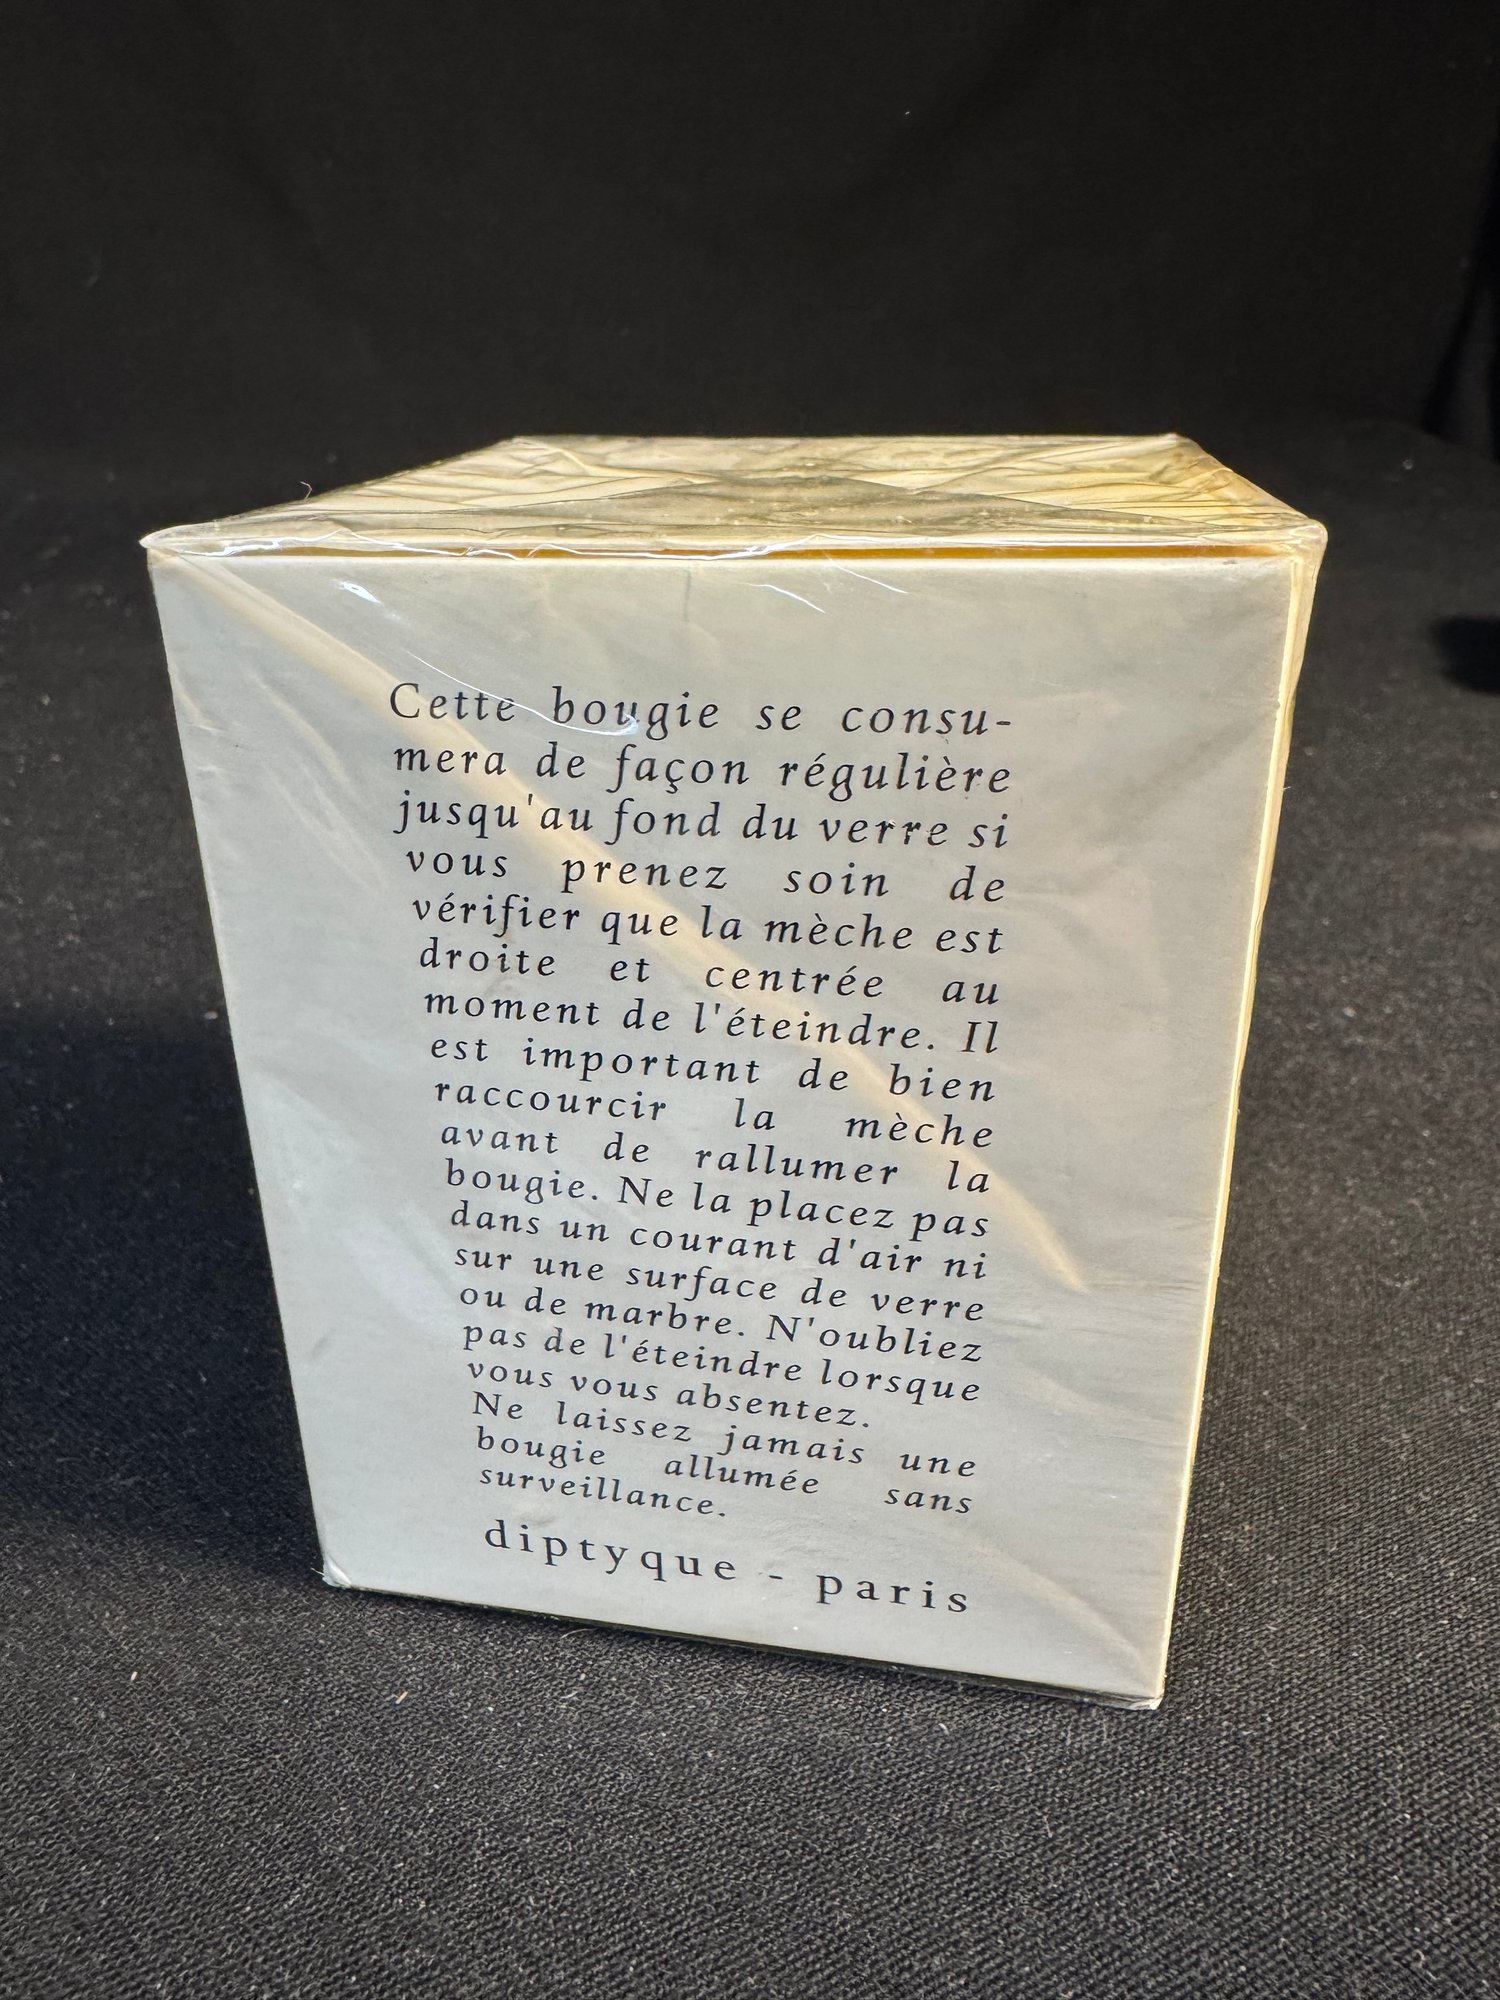 Cette bougie se consu-
mera de façon régulière
jusqu'au fond du verre si
vous prenez soin de
vérifier que la mèche est
droite et centrée au
moment de l'éteindre. Il
est important de bien
raccourcir la mèche
avant de rallumer la
bougie. Ne la placez pas
dans un courant d'air ni
sur une surface de verre
ou de marbre. N'oubliez
pas de l'éteindre lorsque
vous vous absentez.
Ne laissez jamais une
bougie allumée sans
surveillance.
diptyque - paris